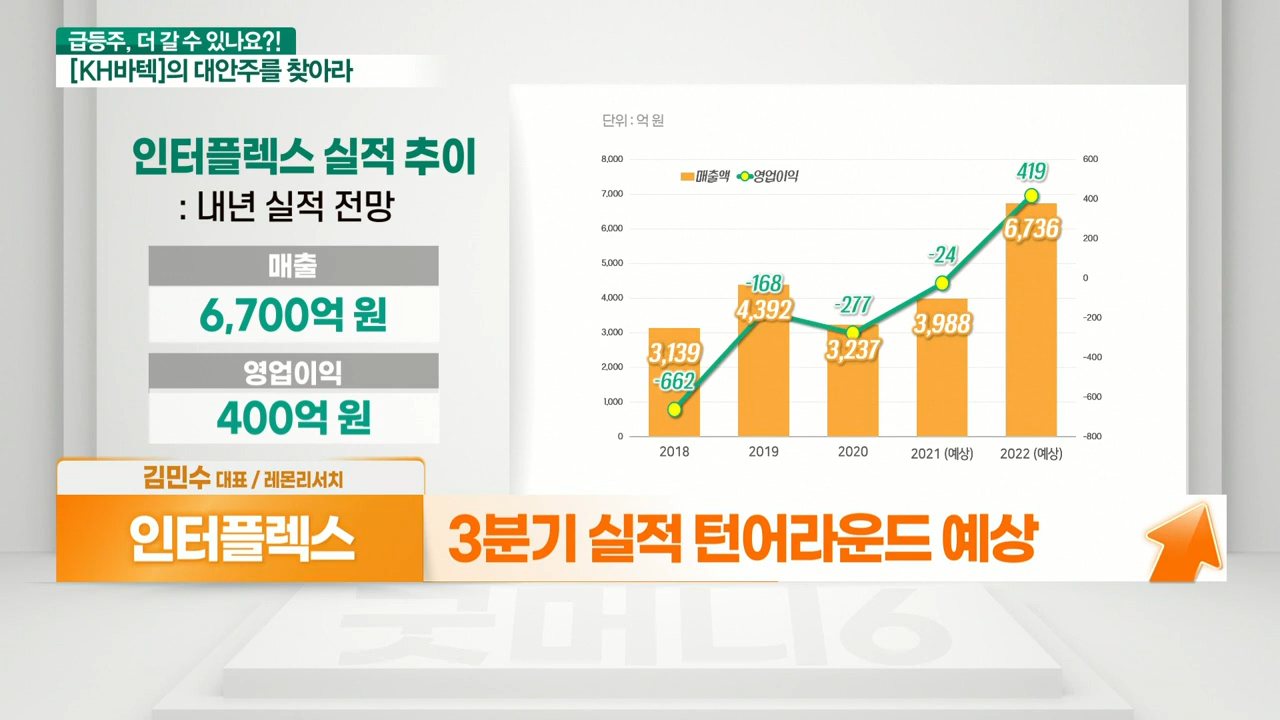 급등주, 더 갈 수 있나요?!
[KH바텍]의 대안주를 찾아라
인터플렉스 실적 추이
: 내년 실적 전망
매출
6,700억 원
영업이익
400억 원
단위 : 억 원
매출액 영업이익
8,000
7,000
6,000
5,000
4,000
3,000
2,000
1,000
0
600
400
200
0
-200
-400
-600
-800
3,139
-662
-168
4,392
-277
3,237
-24
3,988
419
6,736
2018 2019 2020 2021 (예상) 2022 (예상)
김민수 대표 / 레몬리서치
인터플렉스
3분기 실적 턴어라운드 예상
굿머니6